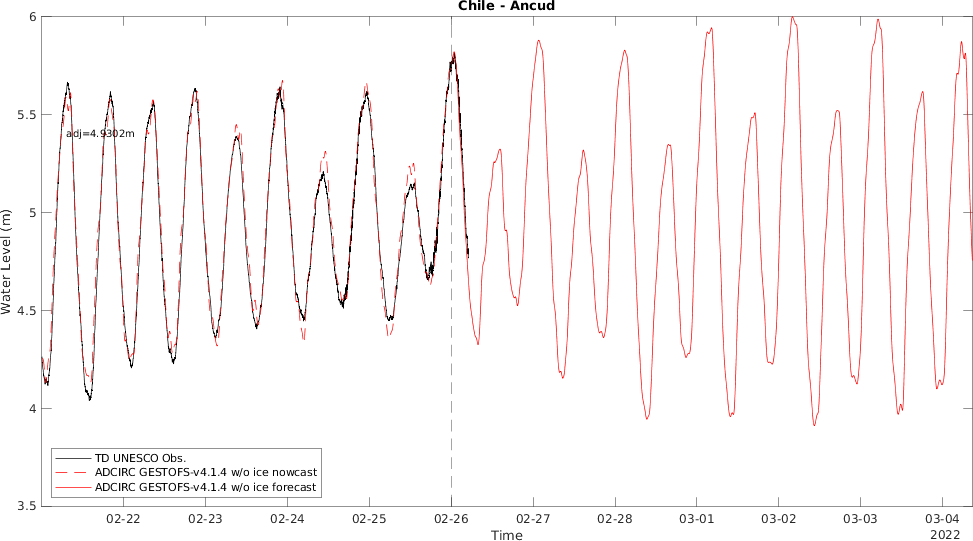 Chile - Ancud
6
5.5
5
4.5
4
3.5
Water Level (m)
adj=4.9302m
TD UNESCO Obs.
ADCIRC GESTOFS-v4.1.4 w/o ice nowcast
ADCIRC GESTOFS-v4.1.4 w/o ice forecast
02-22 02-23 02-24 02-25 02-26 02-27 02-28 03-01 03-02 03-03 03-04
2022
Time